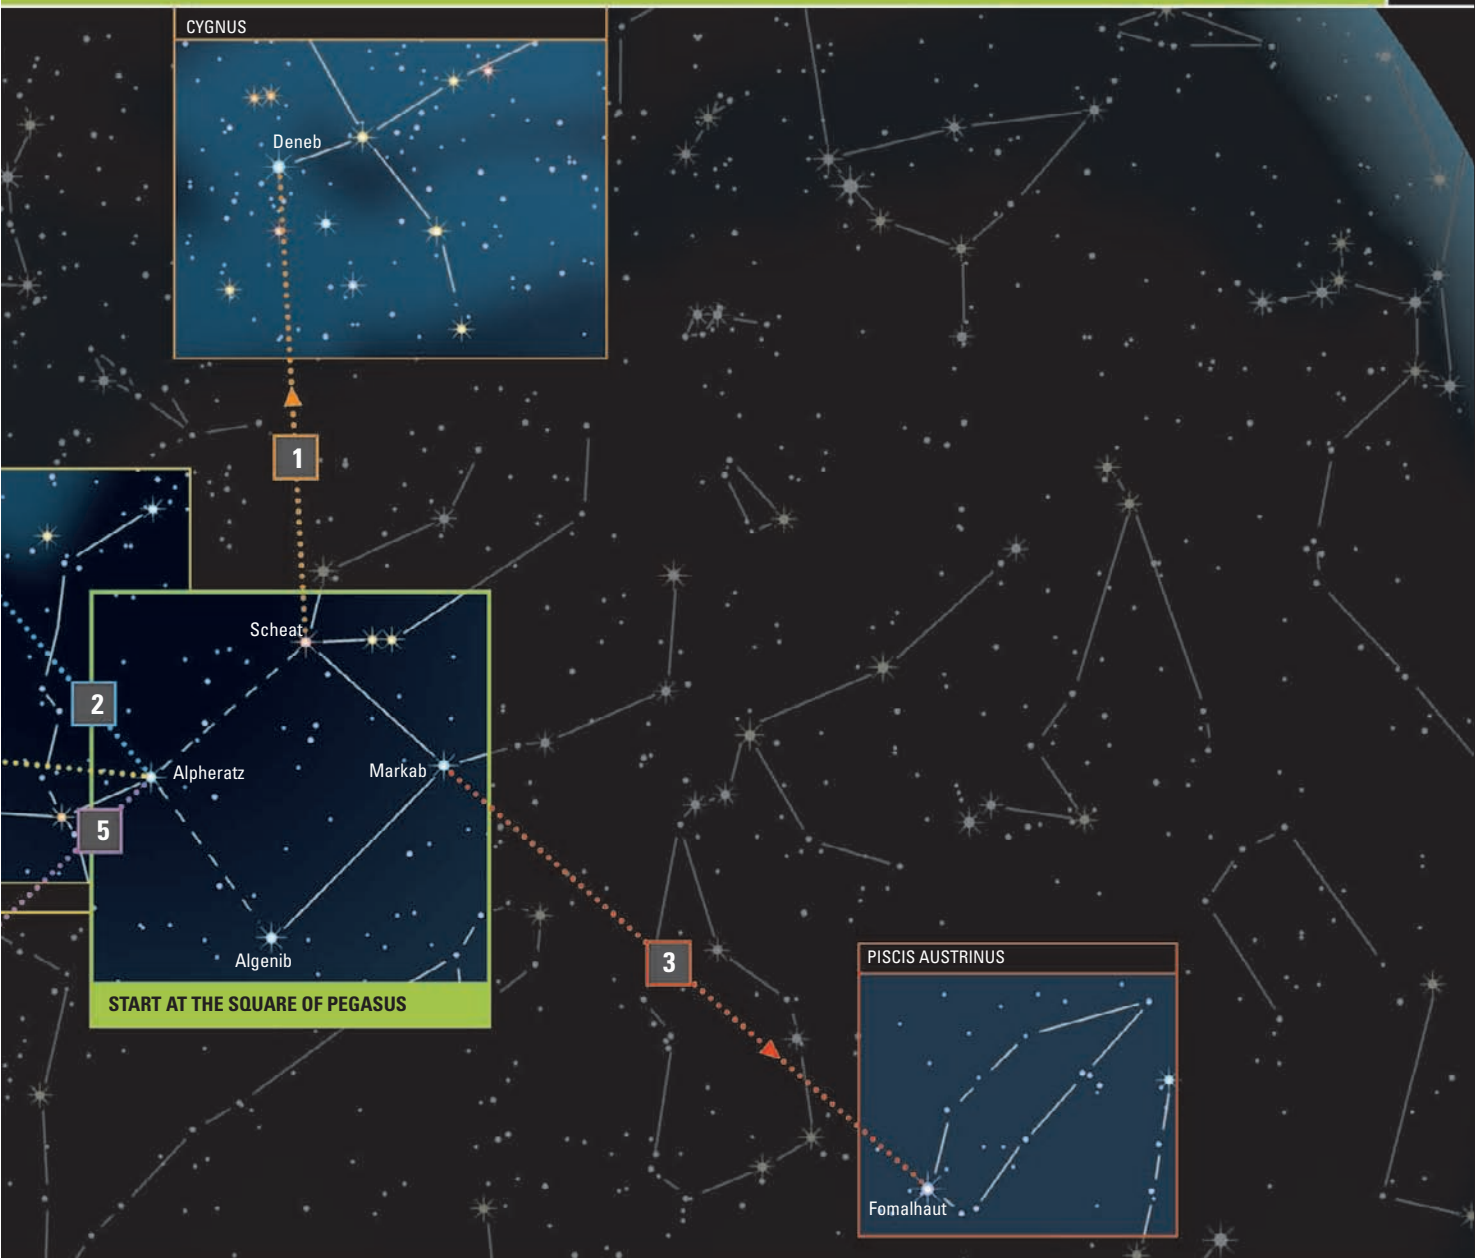 CYGNUS
Deneb
1
Scheat
2
Alpheratz
Markab
5
Algenib
3
PISCIS AUSTRINUS
START AT THE SQUARE OF PEGASUS
Fomalhaut